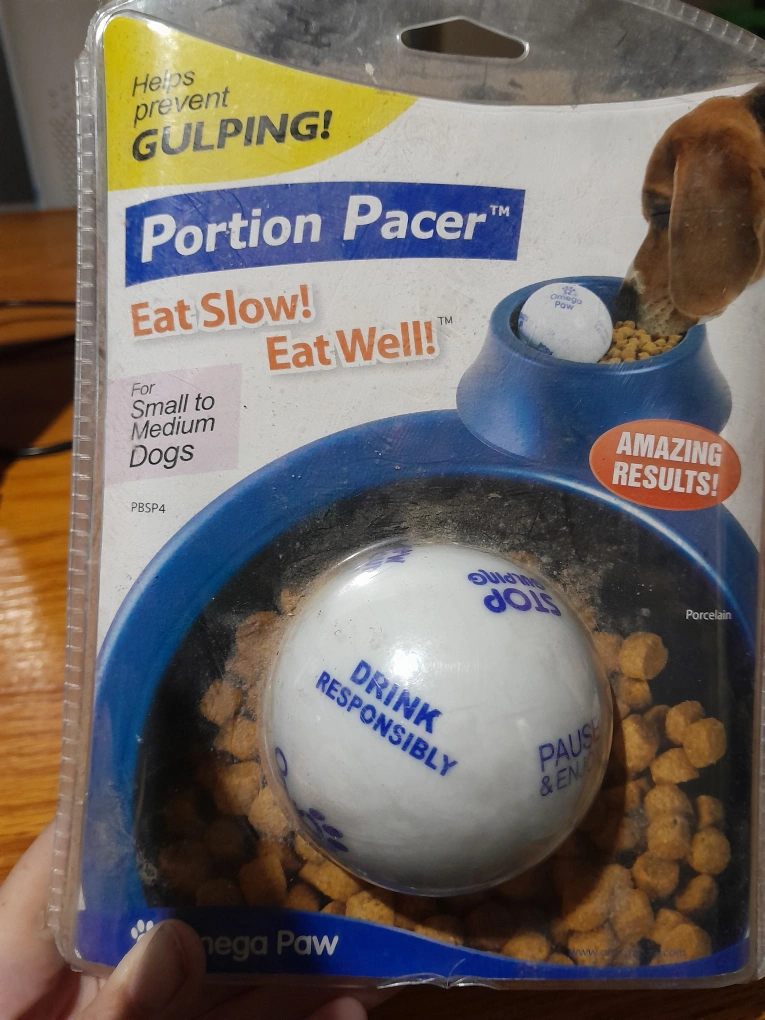 Helps
prevent
GULPING!
Portion Pacer™
Eat Slow!
Eat Well!™
Omega
Paw
For
Small to
Medium
Dogs
AMAZING
RESULTS!
PBSP4
Porcelain
STOP
DRINK
RESPONSIBLY
PAUSE
&
mega Paw